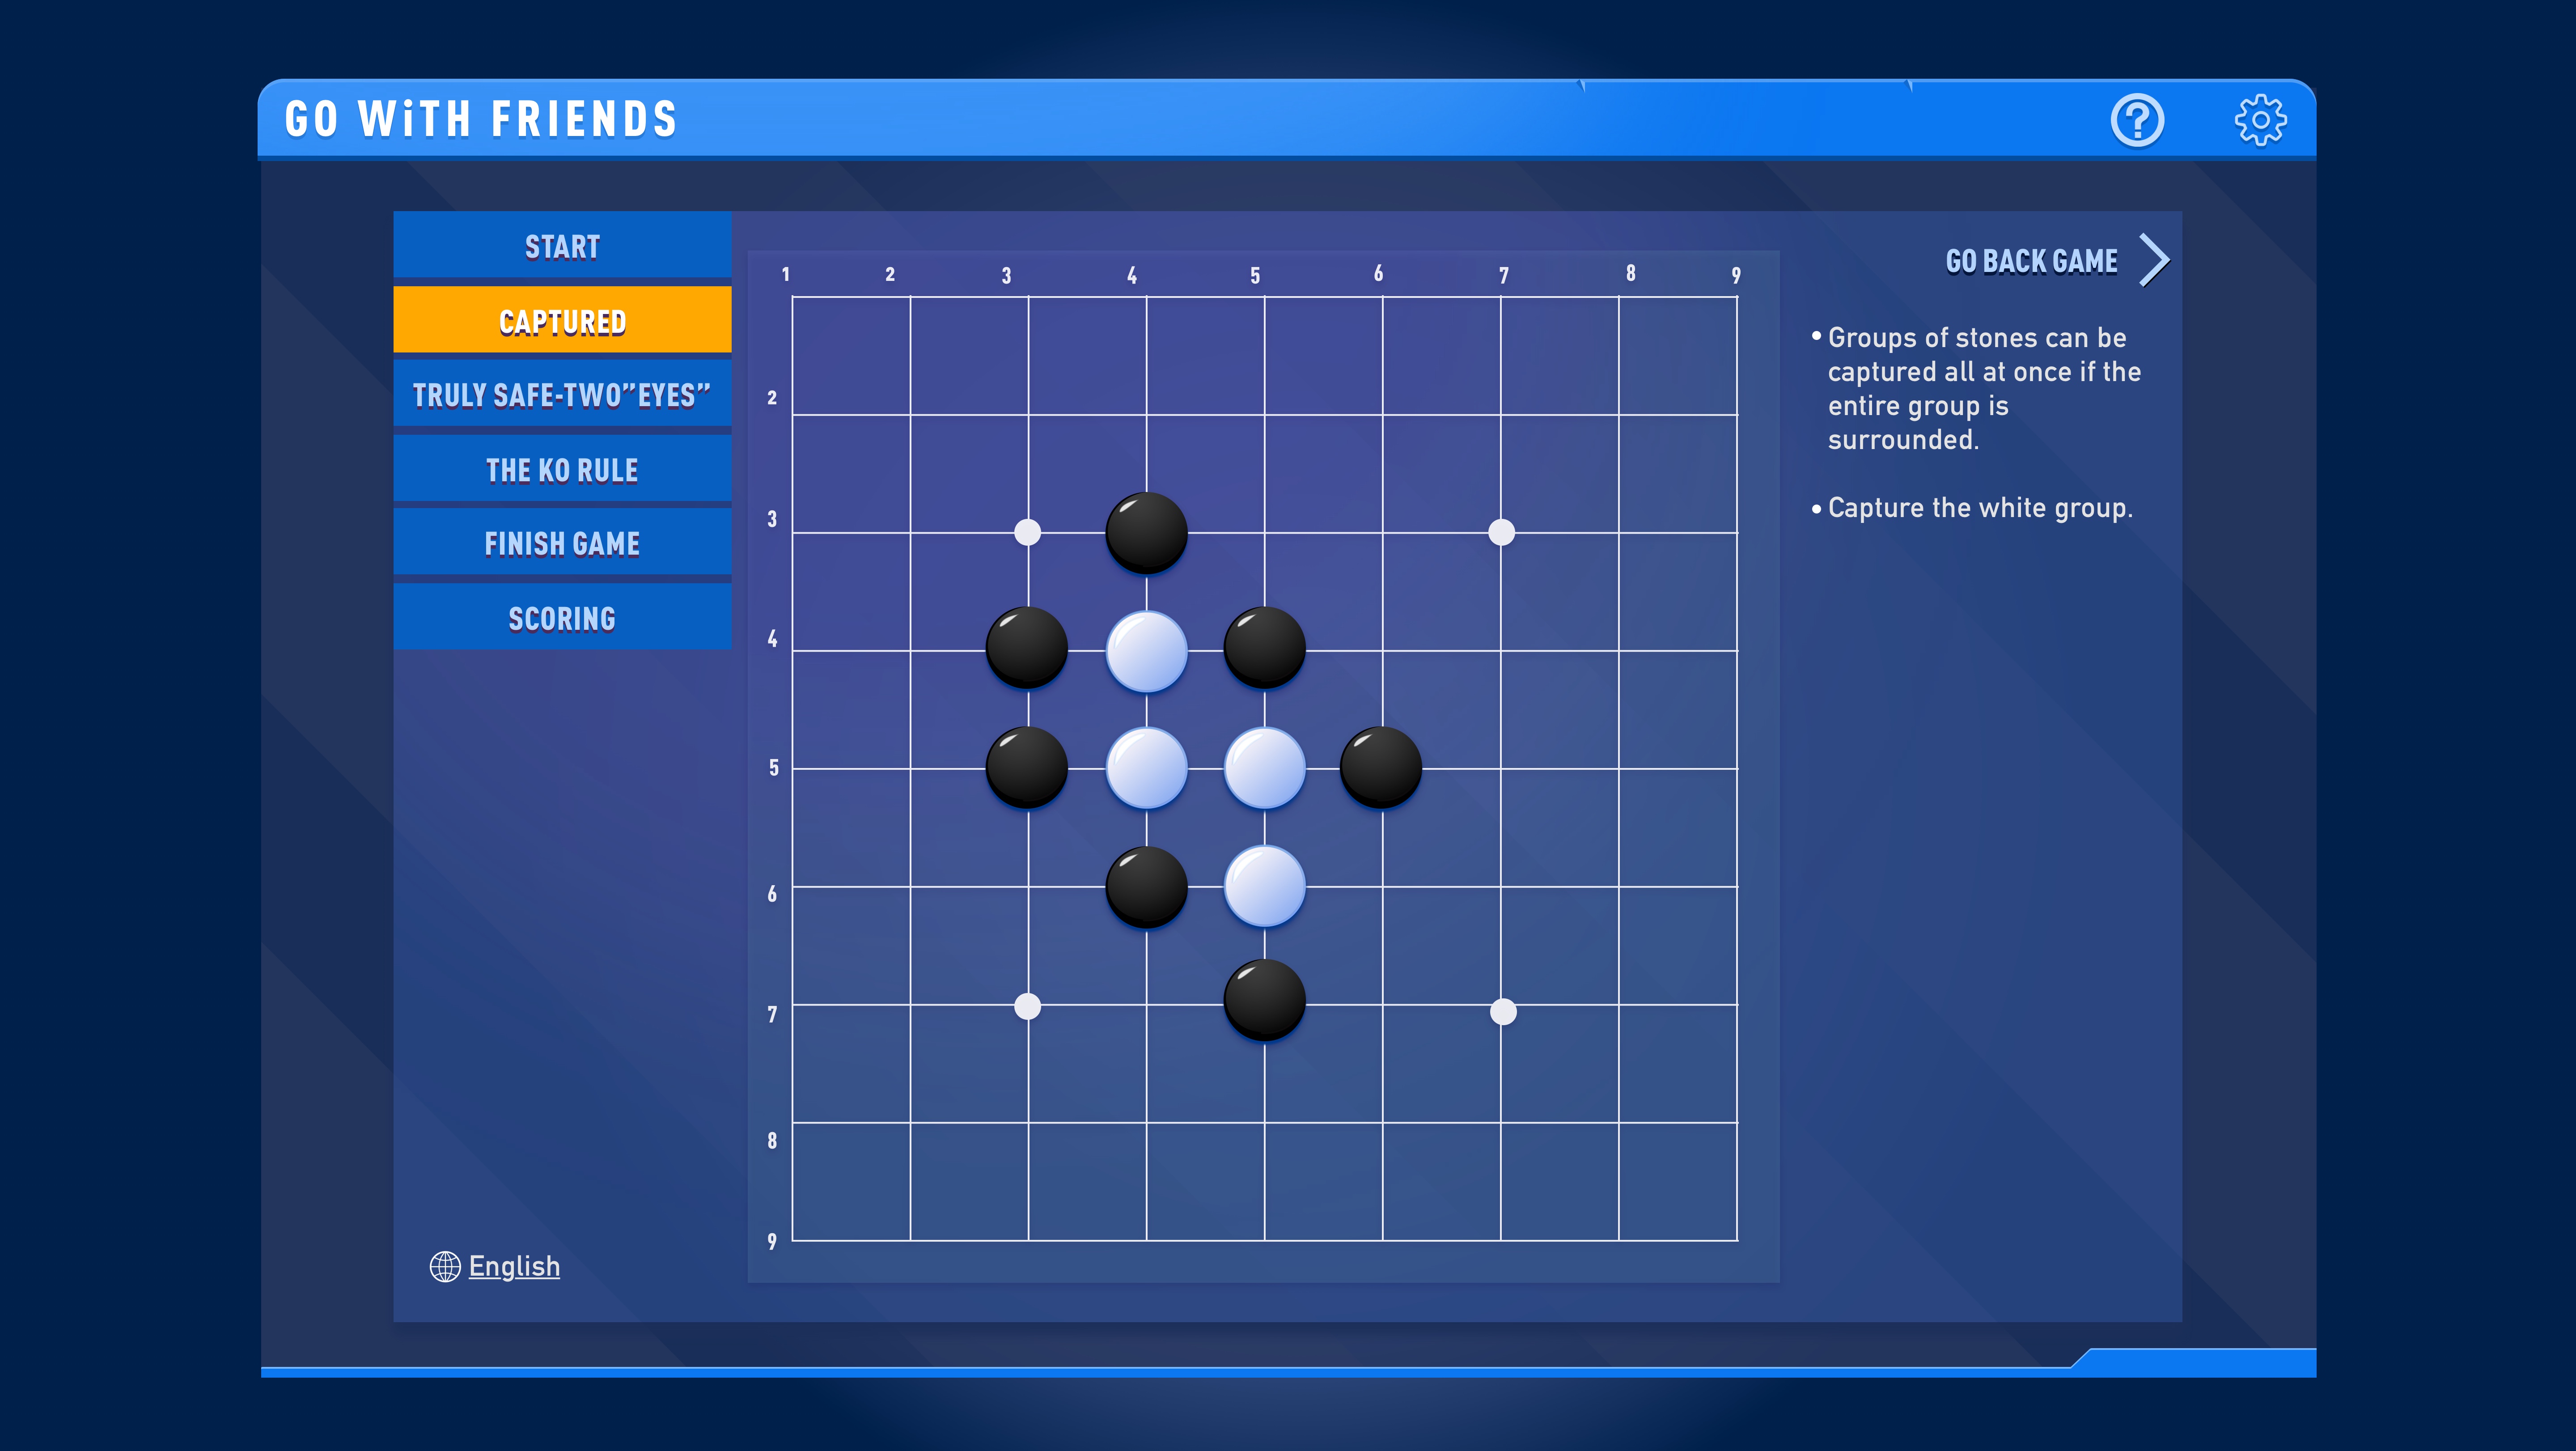 GO WiTH FRIENDS
START
CAPTURED
TRULY SAFE-TWO”EYES”
THE KO RULE
FINISH GAME
SCORING
English
1 2 3 4 5 6 7 8 9
2
3
4
5
6
7
8
9
GO BACK GAME
• Groups of stones can be
captured all at once if the
entire group is
surrounded.
• Capture the white group.